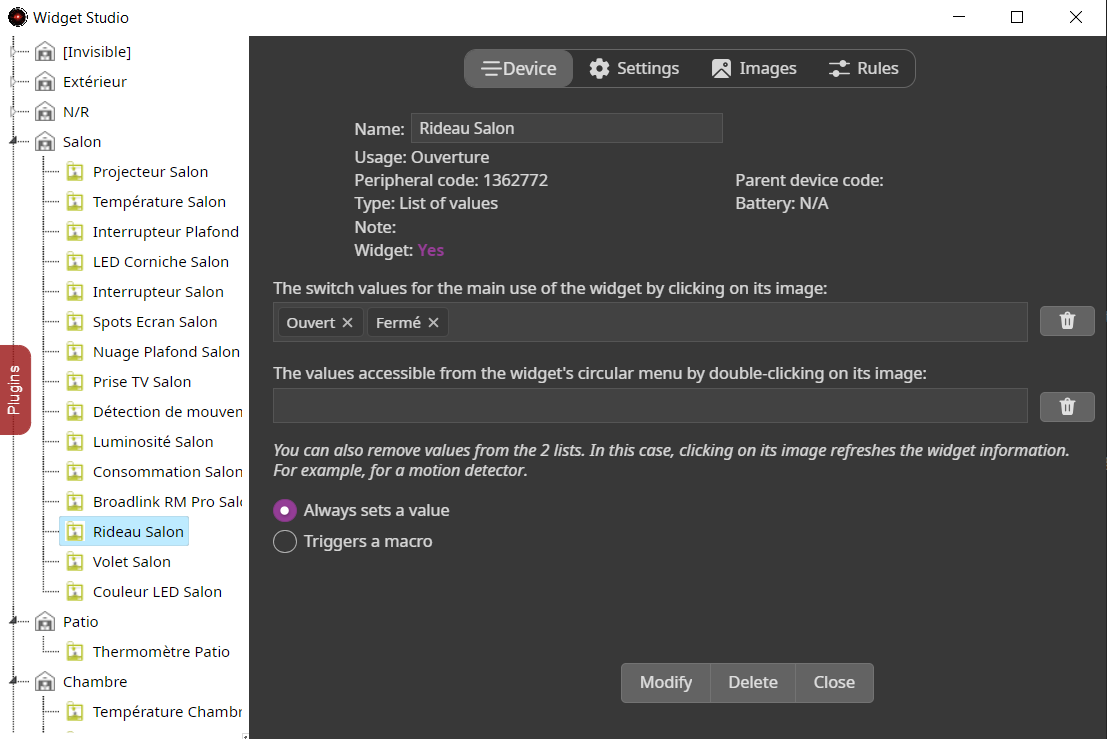 Widget Studio
[Invisible]
Extérieur
N/R
Salon
Projecteur Salon
Température Salon
Interrupteur Plafond
LED Corniche Salon
Interrupteur Salon
Spots Ecran Salon
Nuage Plafond Salon
Prise TV Salon
Détection de mouven
Luminosité Salon
Consommation Salon
Broadlink RM Pro Salo
Rideau Salon
Volet Salon
Couleur LED Salon
Patio
Thermomètre Patio
Chambre
Température Chambr
Plugins
Device
Settings
Images
Rules
Name: Rideau Salon
Usage: Ouverture
Peripheral code: 1362772
Parent device code:
Type: List of values
Battery: N/A
Note:
Widget: Yes
The switch values for the main use of the widget by clicking on its image:
Ouvert ✕ Fermé ✕
The values accessible from the widget's circular menu by double-clicking on its image:
You can also remove values from the 2 lists. In this case, clicking on its image refreshes the widget information.
For example, for a motion detector.
Always sets a value
Triggers a macro
Modify
Delete
Close